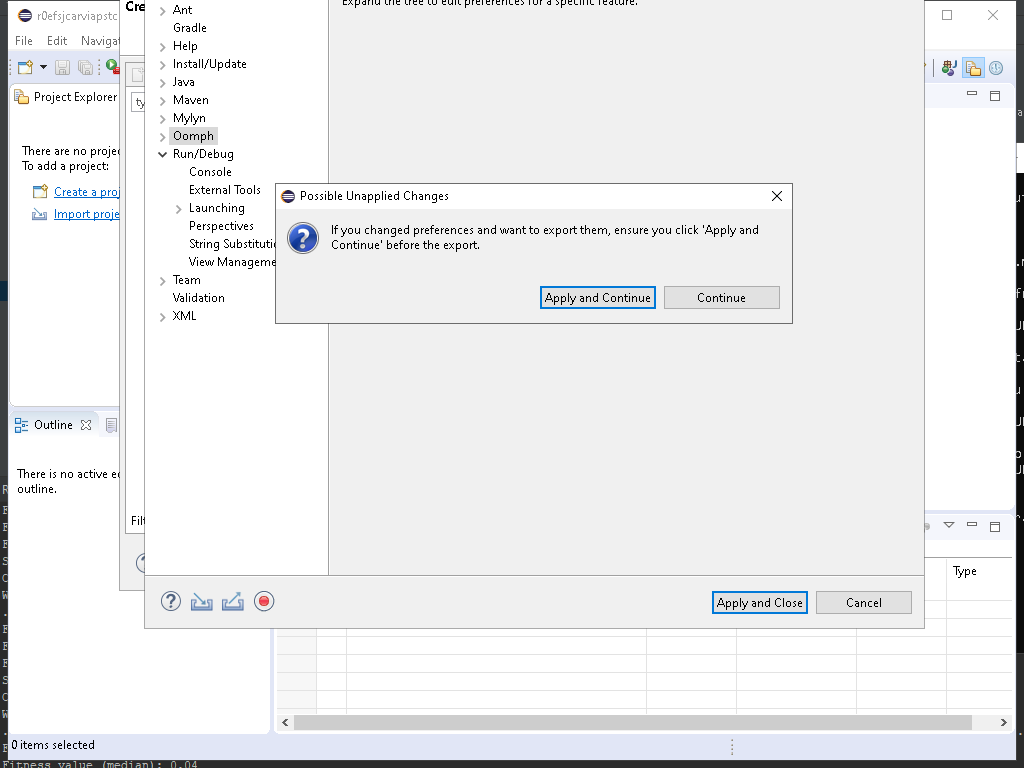 r0efsjcarviapstc
Cre
Expand the tree to edit preferences for a specific feature.
File Edit Navigat
Ant
Gradle
Help
Install/Update
Java
Maven
Mylyn
Oomph
Run/Debug
Console
External Tools
Launching
Perspectives
String Substitutio
View Manageme
Team
Validation
XML
Project Explorer
ty
There are no projec
To add a project:
Create a proj
Import proje
Possible Unapplied Changes
If you changed preferences and want to export them, ensure you click 'Apply and
Continue' before the export.
Apply and Continue
Continue
Outline
There is no active ed
outline.
Filt
Type
Apply and Close
Cancel
0 items selected
Fitness value (median): 0.04